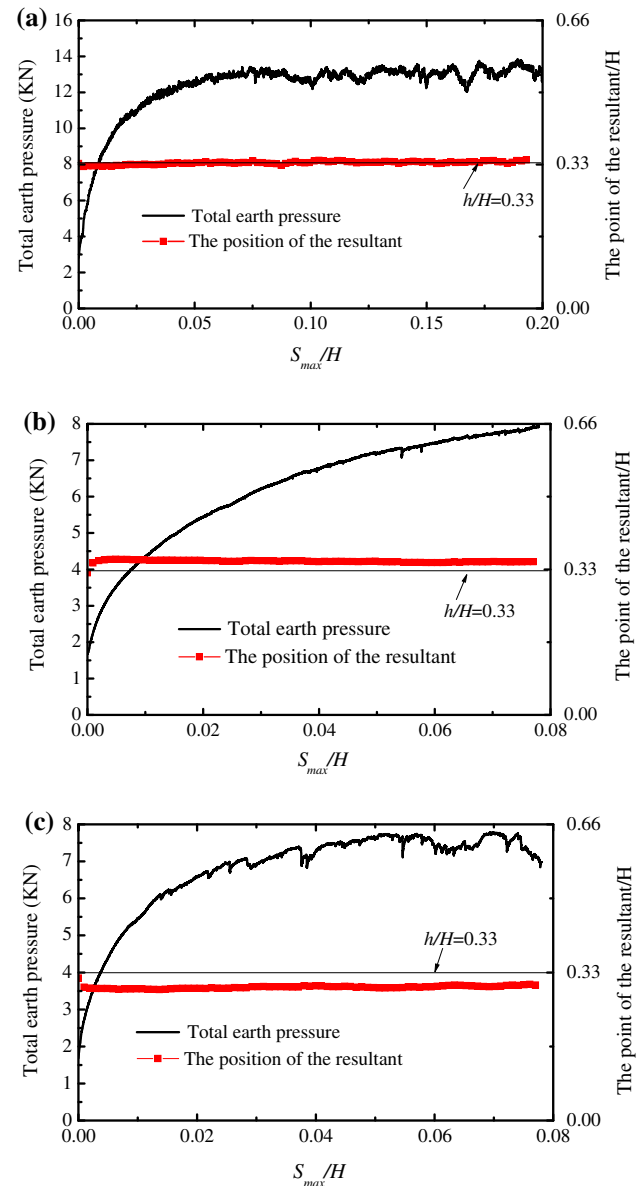 (a)
Total earth pressure (KN)
16
14
12
10
8
6
4
2
0
0.66
0.33
0.00
The point of the resultant/H
h/H=0.33
Total earth pressure
The position of the resultant
0.00 0.05 0.10 0.15 0.20
S_max/H
(b)
Total earth pressure (KN)
8
7
6
5
4
3
2
1
0
0.66
0.33
0.00
The point of the resultant/H
h/H=0.33
Total earth pressure
The position of the resultant
0.00 0.02 0.04 0.06 0.08
S_max/H
(c)
Total earth pressure (KN)
8
7
6
5
4
3
2
1
0
0.66
0.33
0.00
The point of the resultant/H
h/H=0.33
Total earth pressure
The position of the resultant
0.00 0.02 0.04 0.06 0.08
S_max/H